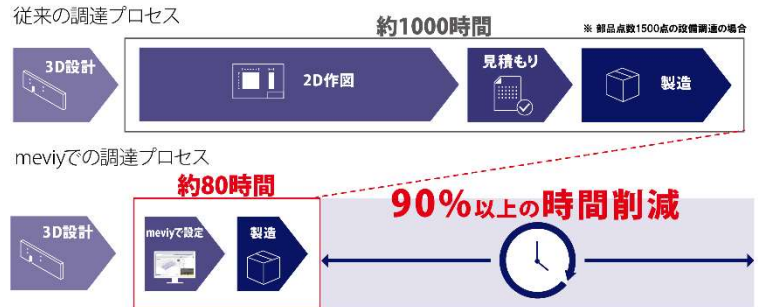 従来の調達プロセス
約1000時間
※ 部品点数1500点の設備調達の場合
3D設計
2D作図
見積もり
製造
meviyでの調達プロセス
約80時間
90%以上の時間削減
3D設計
meviyで設定
製造